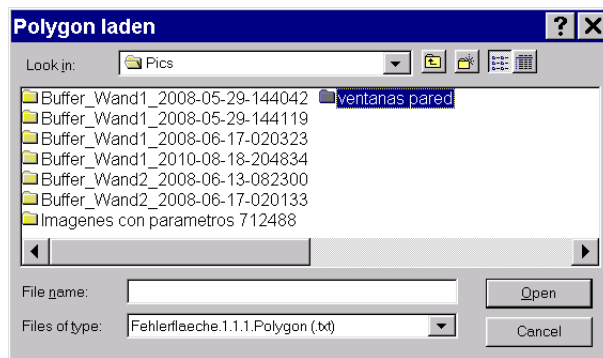 Polygon laden
Look in: Pics
Buffer_Wand1_2008-05-29-144042 ventanas pared
Buffer_Wand1_2008-05-29-144119
Buffer_Wand1_2008-06-17-020323
Buffer_Wand1_2010-08-18-204834
Buffer_Wand2_2008-06-13-082300
Buffer_Wand2_2008-06-17-020133
Imagenes con parametros 712488
File name: Open
Files of type: Fehlerflaeche.1.1.1.Polygon (.txt) Cancel